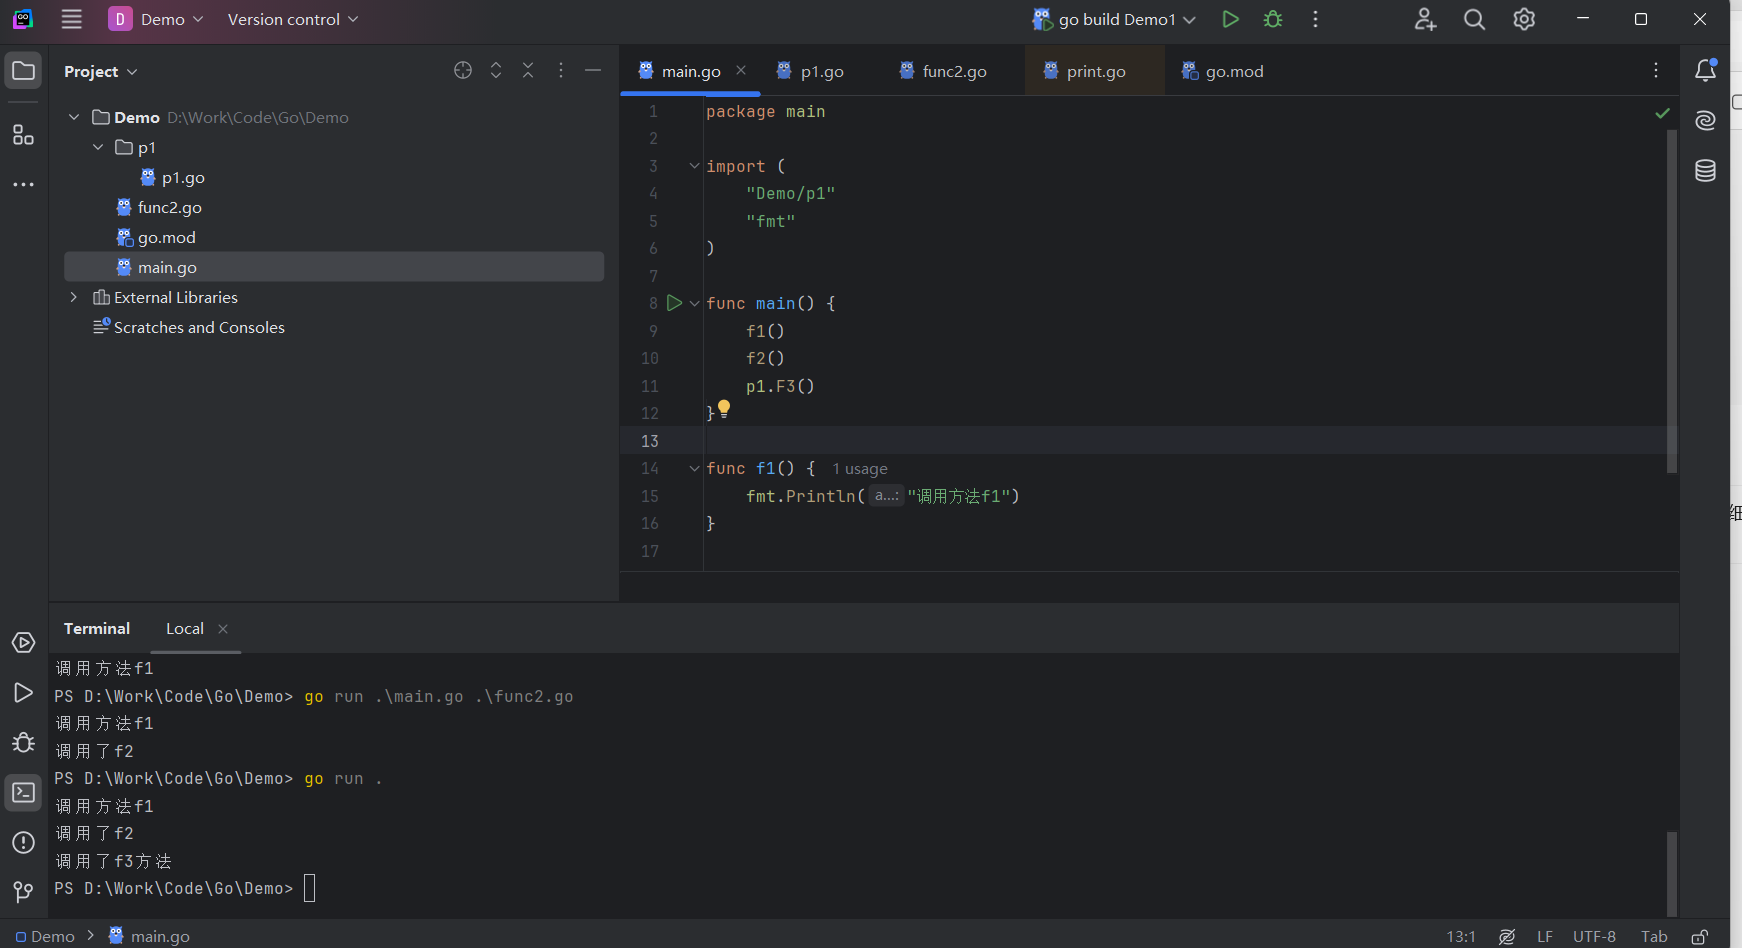 D Demo Version control go build Demo1
Project
main.go p1.go func2.go print.go go.mod
Demo D:\Work\Code\Go\Demo
p1
p1.go
func2.go
go.mod
main.go
External Libraries
Scratches and Consoles
1 package main
2
3 import (
4 "Demo/p1"
5 "fmt"
6 )
7
8 func main() {
9 f1()
10 f2()
11 p1.F3()
12 }
13
14 func f1() { 1 usage
15 fmt.Println( a...: "调用方法f1")
16 }
17
细
Terminal Local
调用方法f1
PS D:\Work\Code\Go\Demo> go run .\main.go .\func2.go
调用方法f1
调用了f2
PS D:\Work\Code\Go\Demo> go run .
调用方法f1
调用了f2
调用了f3方法
PS D:\Work\Code\Go\Demo>
Demo > main.go 13:1 LF UTF-8 Tab